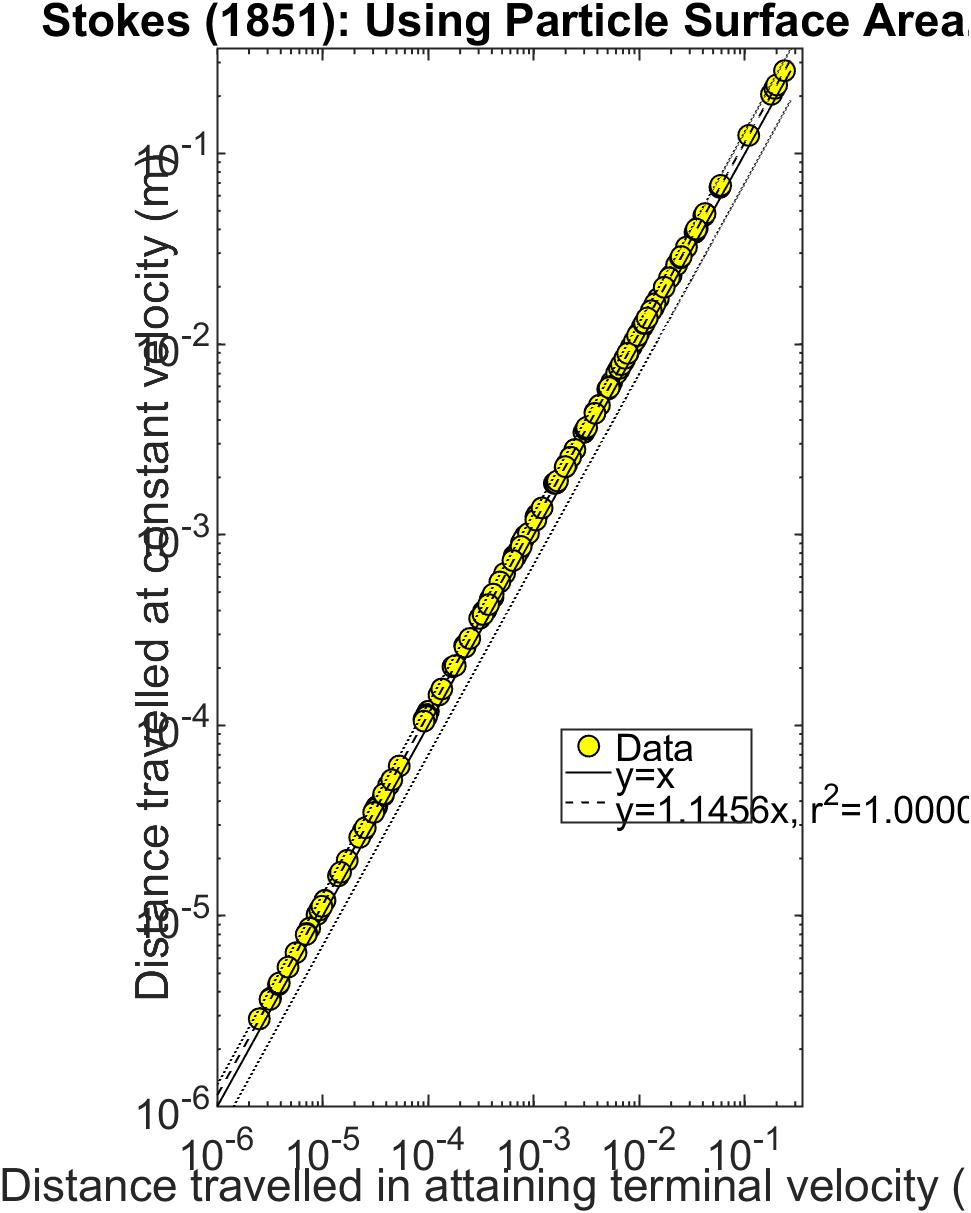 Stokes (1851): Using Particle Surface Area.
Distance travelled at constant velocity (m)
10^-1
10^-2
10^-3
10^-4
10^-5
10^-6
Data
y=x
y=1.1456x, r^2=1.0000
10^-6 10^-5 10^-4 10^-3 10^-2 10^-1
Distance travelled in attaining terminal velocity (